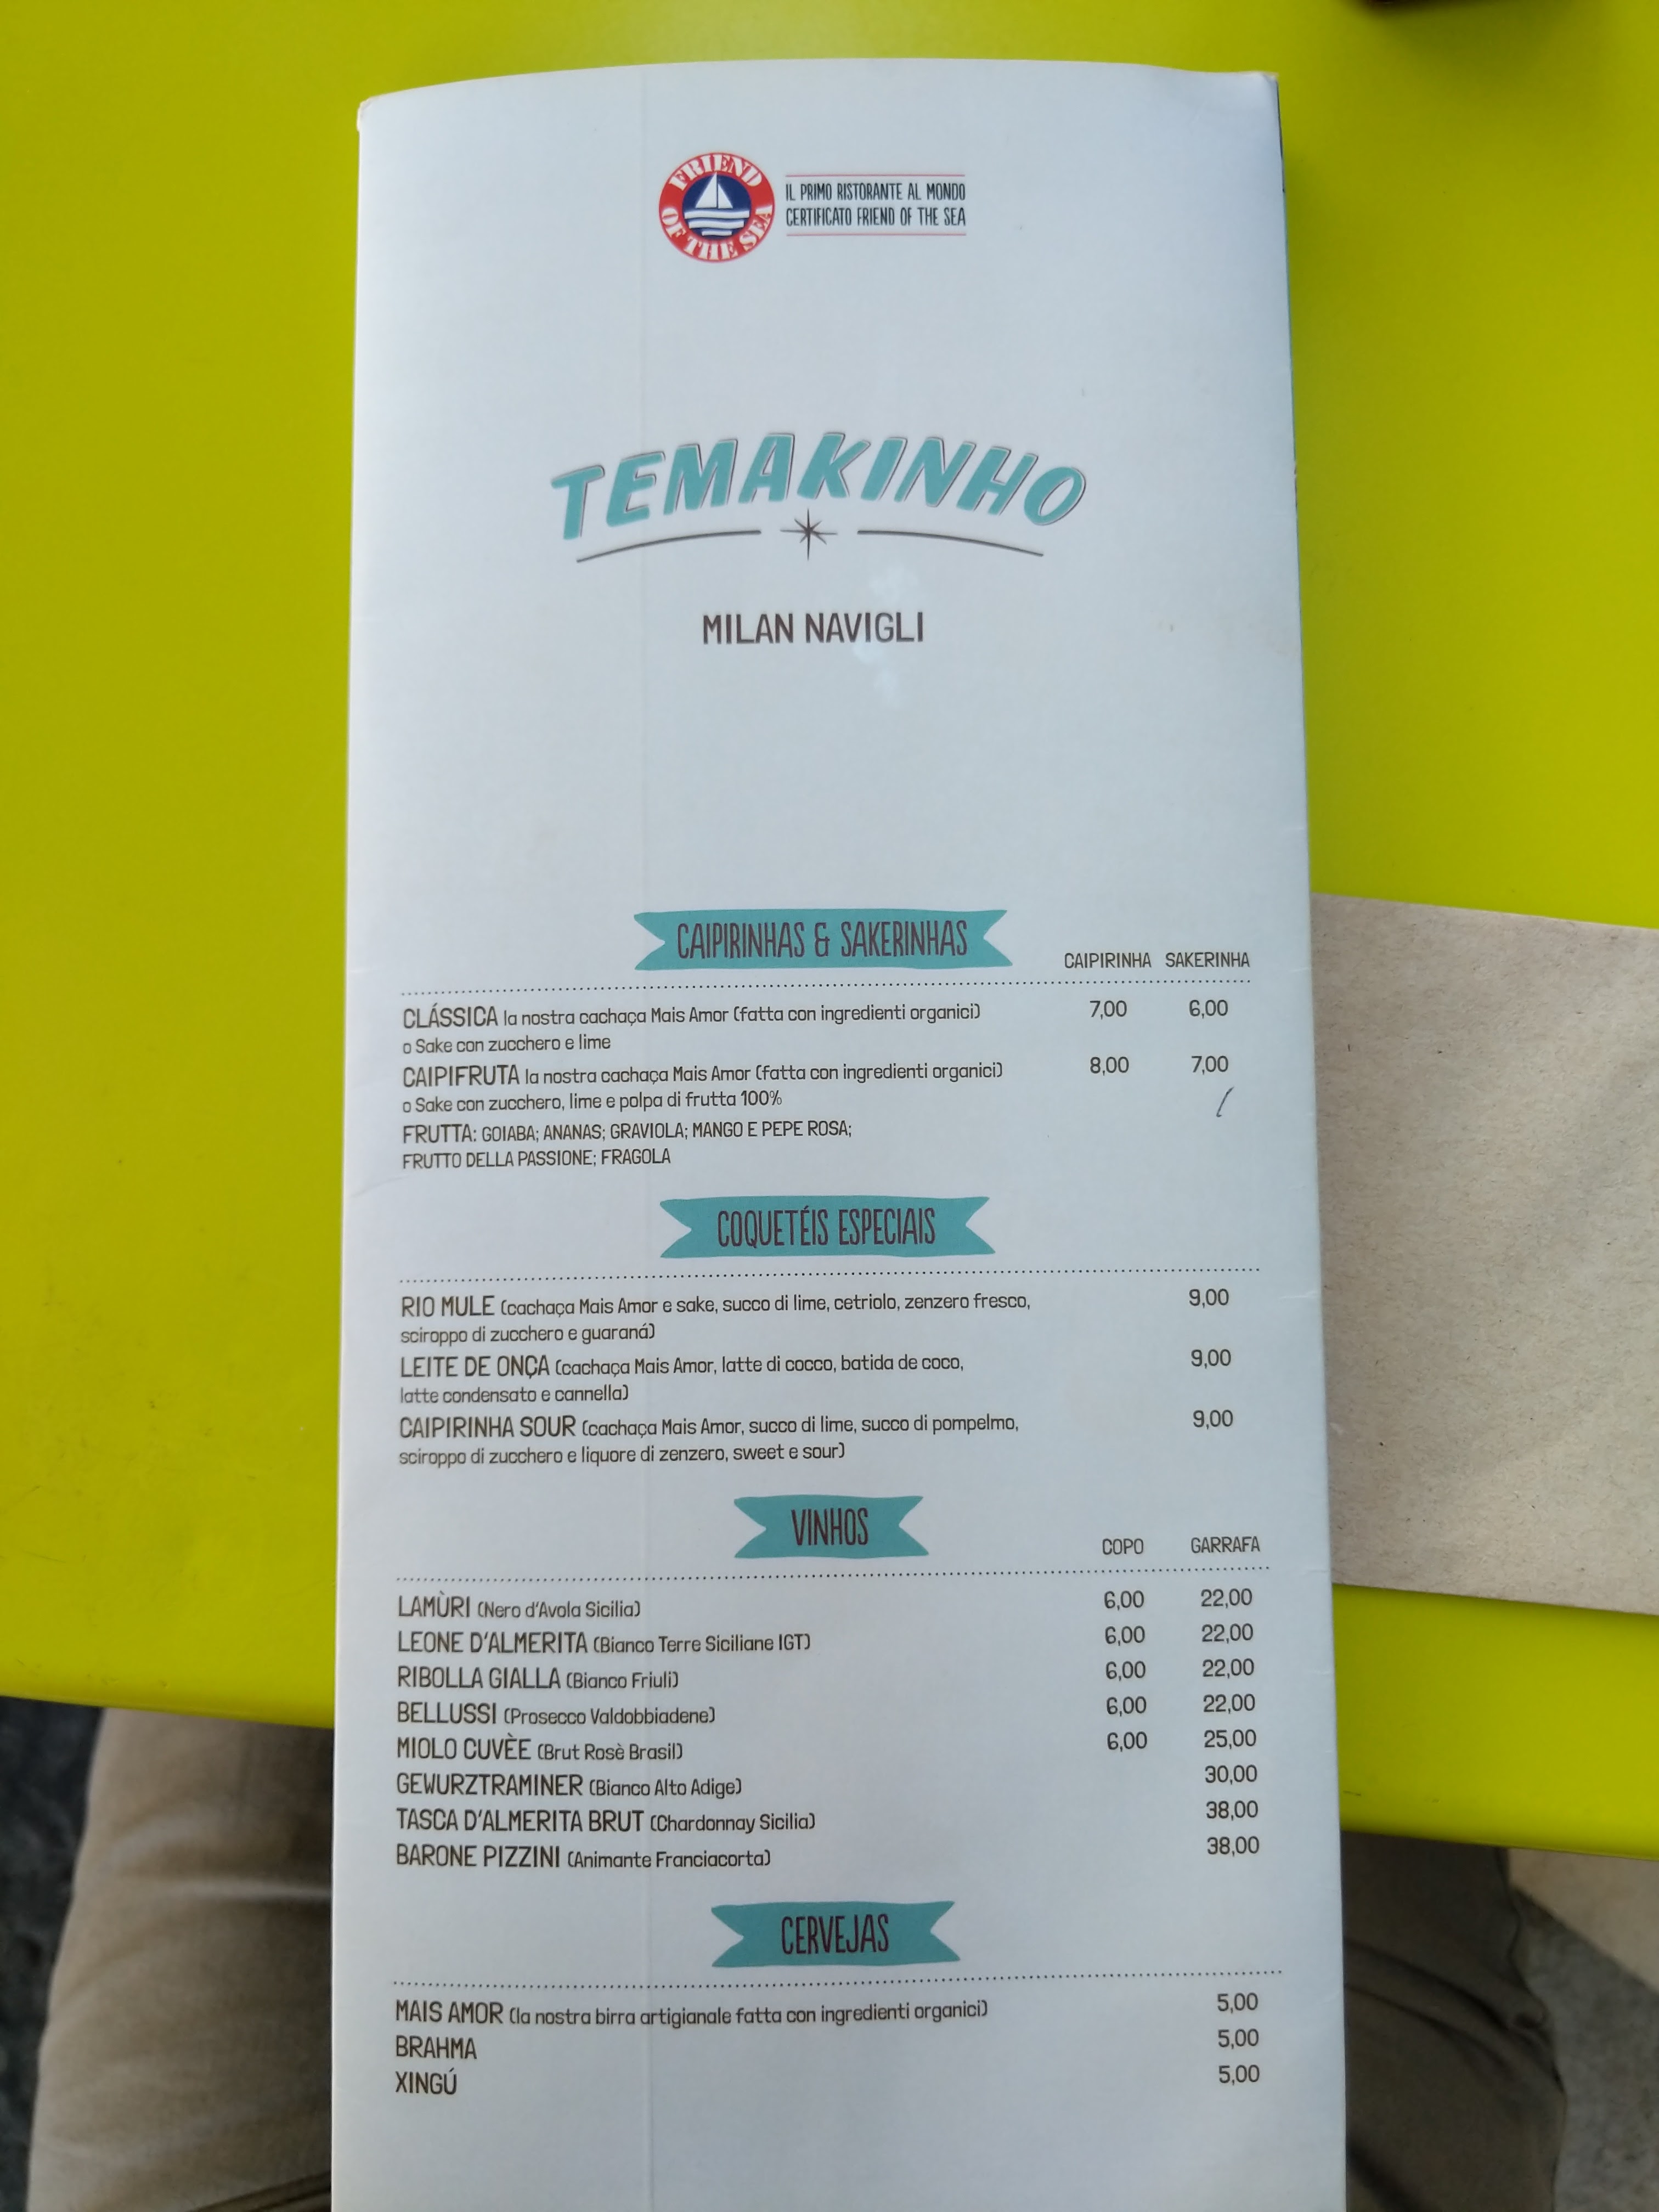 FRIEND OF THE SEA
IL PRIMO RISTORANTE AL MONDO
CERTIFICATO FRIEND OF THE SEA
TEMAKINHO
MILAN NAVIGLI
CAIPIRINHAS & SAKERINHAS
CAIPIRINHA SAKERINHA
CLÁSSICA la nostra cachaça Mais Amor (fatta con ingredienti organici) 7,00 6,00
o Sake con zucchero e lime
CAIPIFRUTA la nostra cachaça Mais Amor (fatta con ingredienti organici) 8,00 7,00
o Sake con zucchero, lime e polpa di frutta 100%
FRUTTA: GOIABA; ANANAS; GRAVIOLA; MANGO E PEPE ROSA;
FRUTTO DELLA PASSIONE; FRAGOLA
COQUETÉIS ESPECIAIS
RIO MULE (cachaça Mais Amor e sake, succo di lime, cetriolo, zenzero fresco, 9,00
sciroppo di zucchero e guaraná)
LEITE DE ONÇA (cachaça Mais Amor, latte di cocco, batida de coco, 9,00
latte condensato e cannella)
CAIPIRINHA SOUR (cachaça Mais Amor, succo di lime, succo di pompelmo, 9,00
sciroppo di zucchero e liquore di zenzero, sweet e sour)
VINHOS
COPO GARRAFA
LAMÙRI (Nero d'Avola Sicilia) 6,00 22,00
LEONE D'ALMERITA (Bianco Terre Siciliane IGT) 6,00 22,00
RIBOLLA GIALLA (Bianco Friuli) 6,00 22,00
BELLUSSI (Prosecco Valdobbiadene) 6,00 22,00
MIOLO CUVÈE (Brut Rosè Brasil) 6,00 25,00
GEWURZTRAMINER (Bianco Alto Adige) 30,00
TASCA D'ALMERITA BRUT (Chardonnay Sicilia) 38,00
BARONE PIZZINI (Animante Franciacorta) 38,00
CERVEJAS
MAIS AMOR (la nostra birra artigianale fatta con ingredienti organici) 5,00
BRAHMA 5,00
XINGÚ 5,00